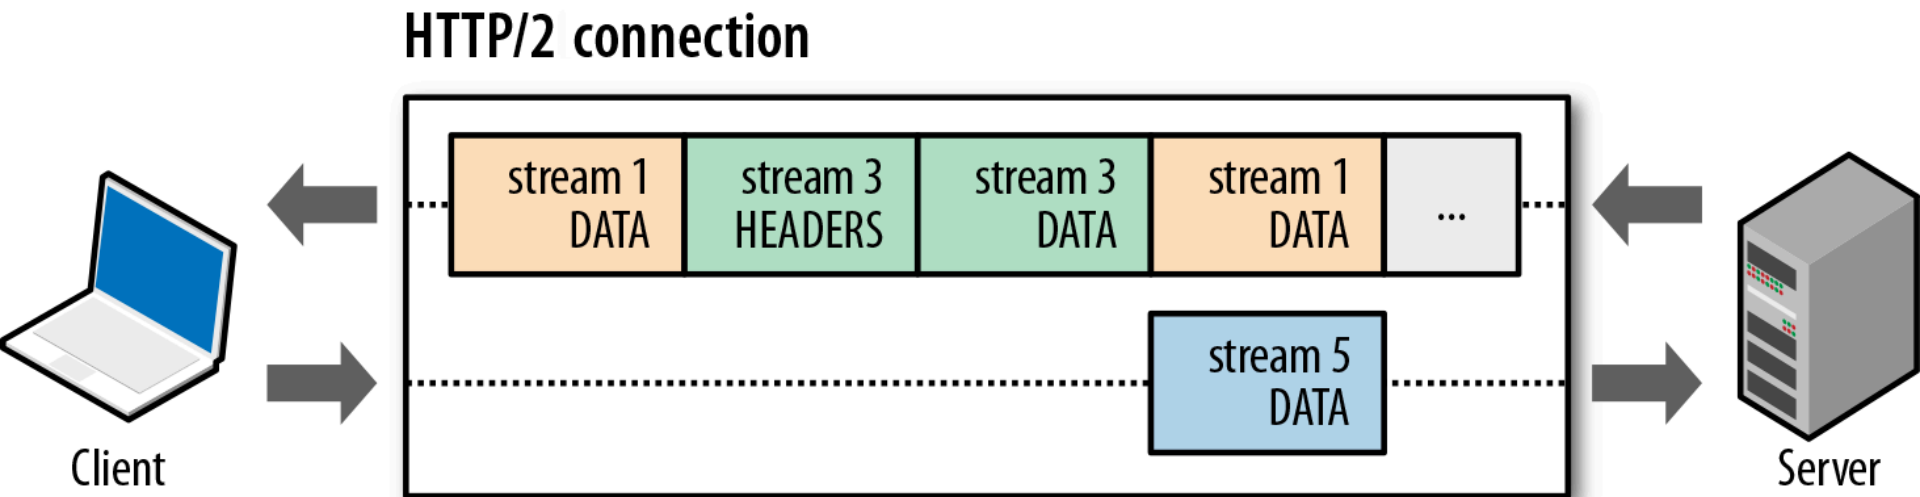 HTTP/2 connection
stream 1
DATA
stream 3
HEADERS
stream 3
DATA
stream 1
DATA
...
stream 5
DATA
Client
Server